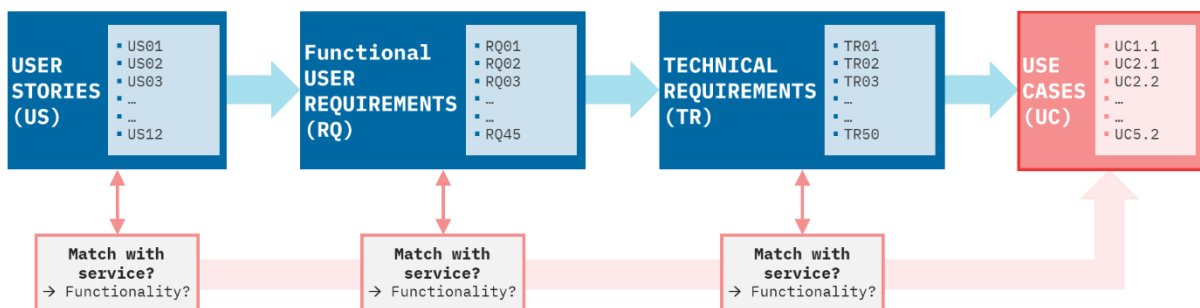 USER
STORIES
(US)
▪ US01
▪ US02
▪ US03
▪ …
▪ …
▪ US12
Functional
USER
REQUIREMENTS
(RQ)
▪ RQ01
▪ RQ02
▪ RQ03
▪ …
▪ …
▪ RQ45
TECHNICAL
REQUIREMENTS
(TR)
▪ TR01
▪ TR02
▪ TR03
▪ …
▪ …
▪ TR50
USE
CASES
(UC)
▪ UC1.1
▪ UC2.1
▪ UC2.2
▪ …
▪ …
▪ UC5.2
Match with
service?
→ Functionality?
Match with
service?
→ Functionality?
Match with
service?
→ Functionality?